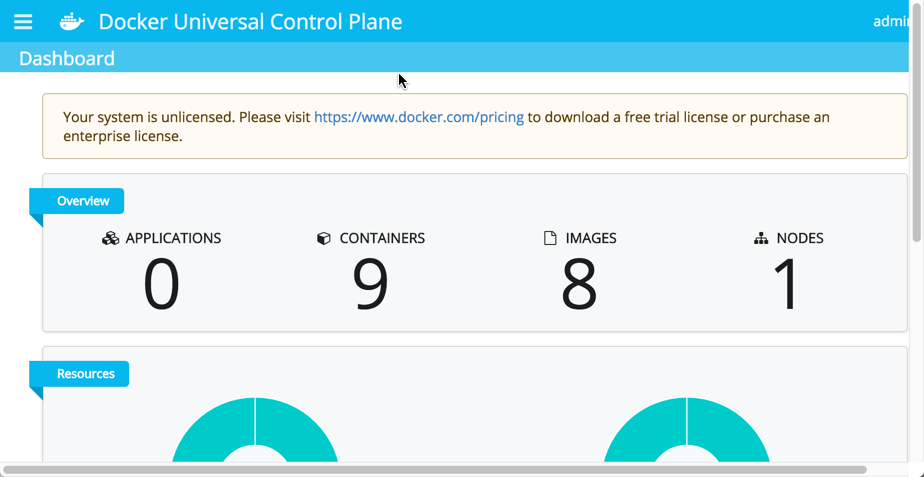 Docker Universal Control Plane
Dashboard
Your system is unlicensed. Please visit https://www.docker.com/pricing to download a free trial license or purchase an
enterprise license.
Overview
APPLICATIONS CONTAINERS IMAGES NODES
0 9 8 1
Resources